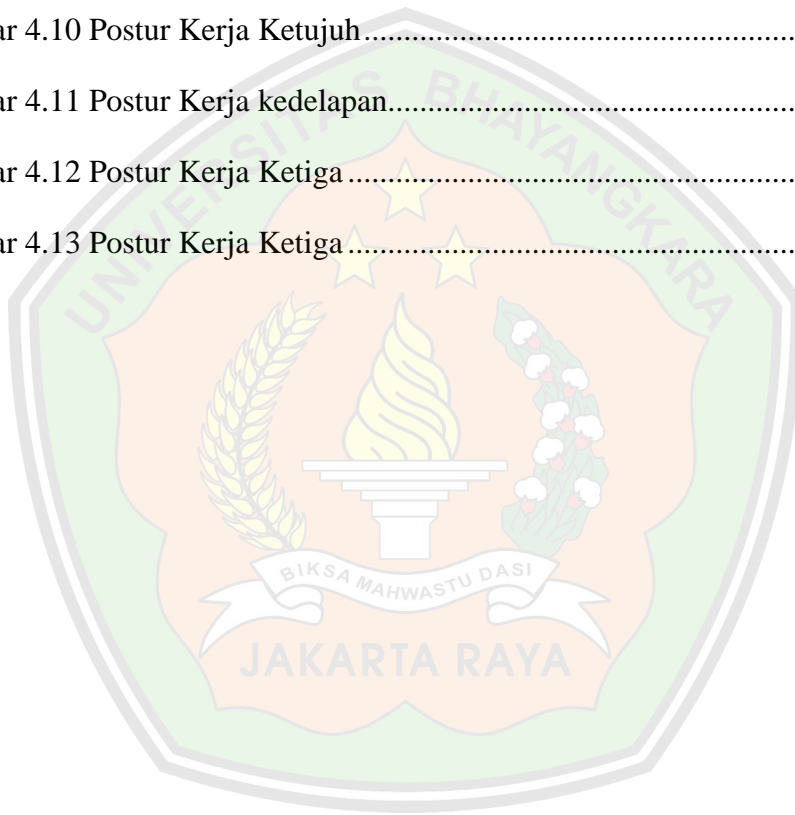 ar 4.10 Postur Kerja Ketujuh
ar 4.11 Postur Kerja kedelapan
ar 4.12 Postur Kerja Ketiga
ar 4.13 Postur Kerja Ketiga
UNIVERSITAS BHAYANGKARA
BIKSA MAHWASTU DASI
JAKARTA RAYA